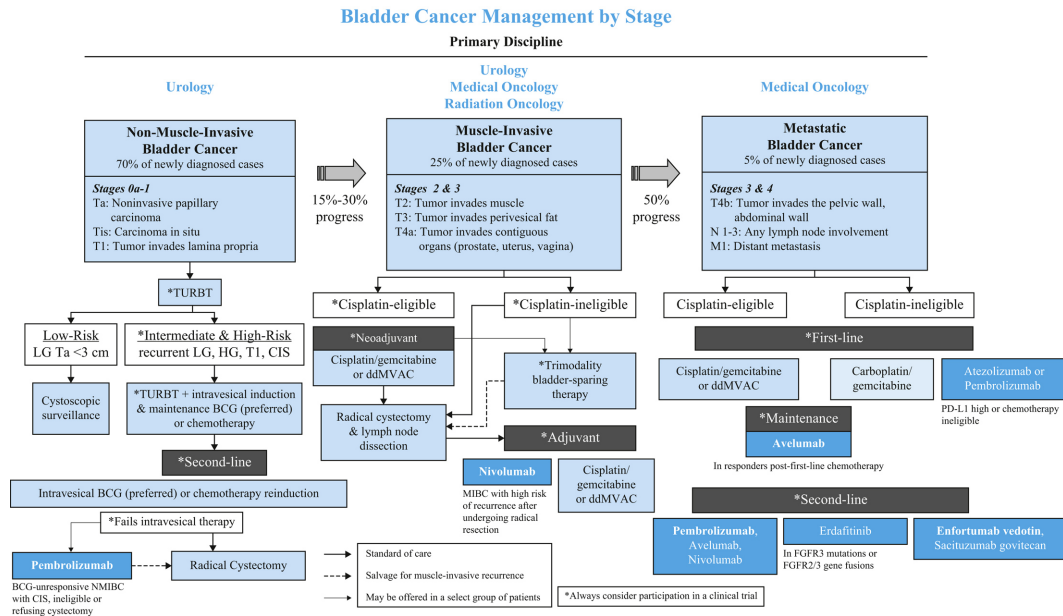 Bladder Cancer Management by Stage
Primary Discipline
Urology
Urology
Medical Oncology
Radiation Oncology
Medical Oncology
Non-Muscle-Invasive
Bladder Cancer
70% of newly diagnosed cases
Stages 0a-1
Ta: Noninvasive papillary
carcinoma
Tis: Carcinoma in situ
T1: Tumor invades lamina propria
15%-30%
progress
Muscle-Invasive
Bladder Cancer
25% of newly diagnosed cases
Stages 2 & 3
T2: Tumor invades muscle
T3: Tumor invades perivesical fat
T4a: Tumor invades contiguous
organs (prostate, uterus, vagina)
50%
progress
Metastatic
Bladder Cancer
5% of newly diagnosed cases
Stages 3 & 4
T4b: Tumor invades the pelvic wall,
abdominal wall
N 1-3: Any lymph node involvement
M1: Distant metastasis
*TURBT
Low-Risk
LG Ta <3 cm
*Intermediate & High-Risk
recurrent LG, HG, T1, CIS
Cystoscopic
surveillance
*TURBT + intravesical induction
& maintenance BCG (preferred)
or chemotherapy
*Second-line
Intravesical BCG (preferred) or chemotherapy reinduction
*Fails intravesical therapy
Pembrolizumab
BCG-unresponsive NMIBC
with CIS, ineligible or
refusing cystectomy
Radical Cystectomy
*Cisplatin-eligible
*Cisplatin-ineligible
*Neoadjuvant
Cisplatin/gemcitabine
or ddMVAC
*Trimodality
bladder-sparing
therapy
Radical cystectomy
& lymph node
dissection
*Adjuvant
Nivolumab
MIBC with high risk
of recurrence after
undergoing radical
resection
Cisplatin/
gemcitabine
or ddMVAC
Cisplatin-eligible
Cisplatin-ineligible
*First-line
Cisplatin/gemcitabine
or ddMVAC
Carboplatin/
gemcitabine
Atezolizumab or
Pembrolizumab
PD-L1 high or chemotherapy
ineligible
*Maintenance
Avelumab
In responders post-first-line chemotherapy
*Second-line
Pembrolizumab,
Avelumab,
Nivolumab
Erdafitinib
In FGFR3 mutations or
FGFR2/3 gene fusions
Enfortumab vedotin,
Sacituzumab govitecan
Standard of care
Salvage for muscle-invasive recurrence
May be offered in a select group of patients
*Always consider participation in a clinical trial